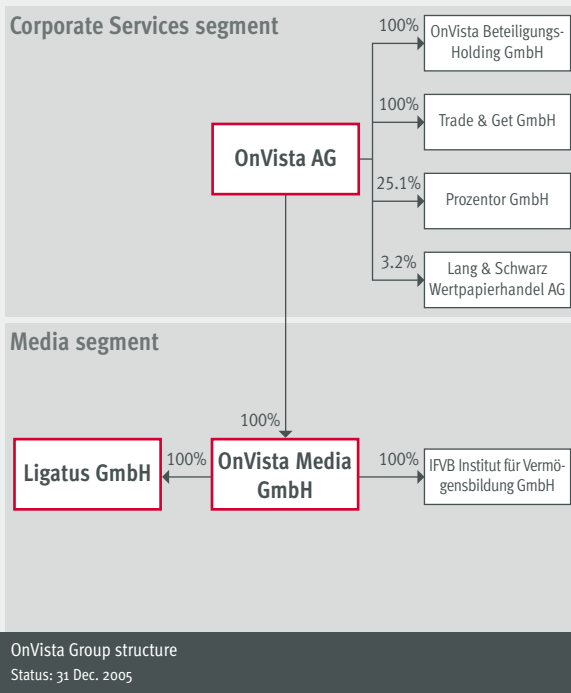 Corporate Services segment
100%
OnVista Beteiligungs-
Holding GmbH
100%
Trade & Get GmbH
OnVista AG
25.1%
Prozentor GmbH
3.2%
Lang & Schwarz
Wertpapierhandel AG
Media segment
100%
Ligatus GmbH
100%
OnVista Media
GmbH
100%
IFVB Institut für Vermö-
gensbildung GmbH
OnVista Group structure
Status: 31 Dec. 2005